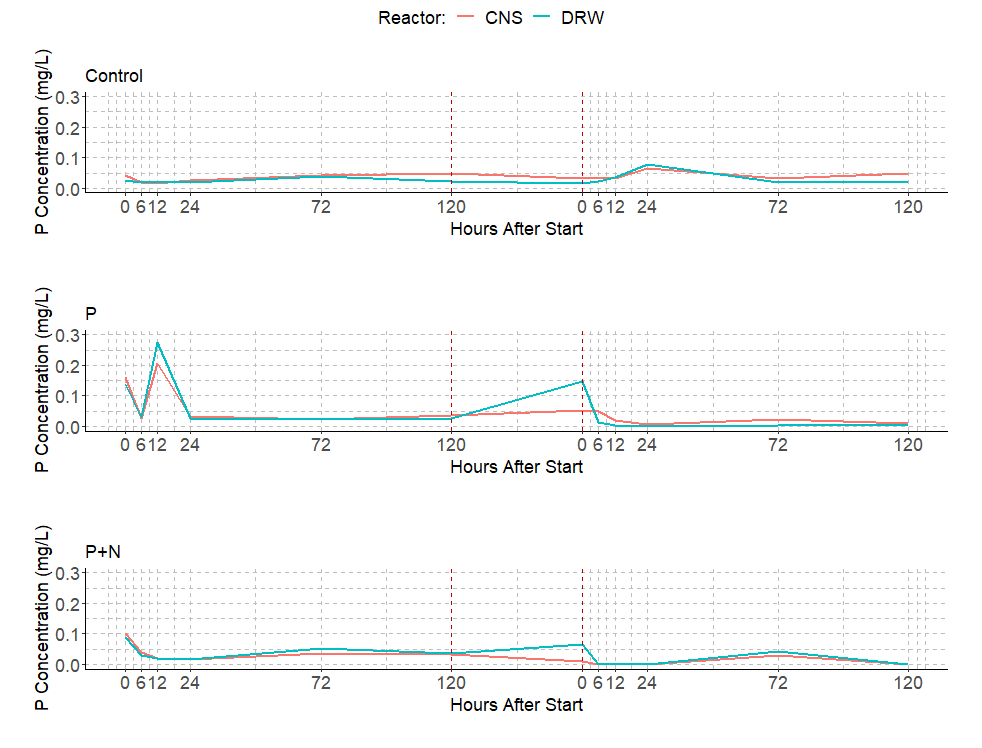 Reactor: CNS DRW
Control
P Concentration (mg/L)
0.3
0.2
0.1
0.0
0 6 12 24 72 120 0 6 12 24 72 120
Hours After Start
P
P Concentration (mg/L)
0.3
0.2
0.1
0.0
0 6 12 24 72 120 0 6 12 24 72 120
Hours After Start
P+N
P Concentration (mg/L)
0.3
0.2
0.1
0.0
0 6 12 24 72 120 0 6 12 24 72 120
Hours After Start